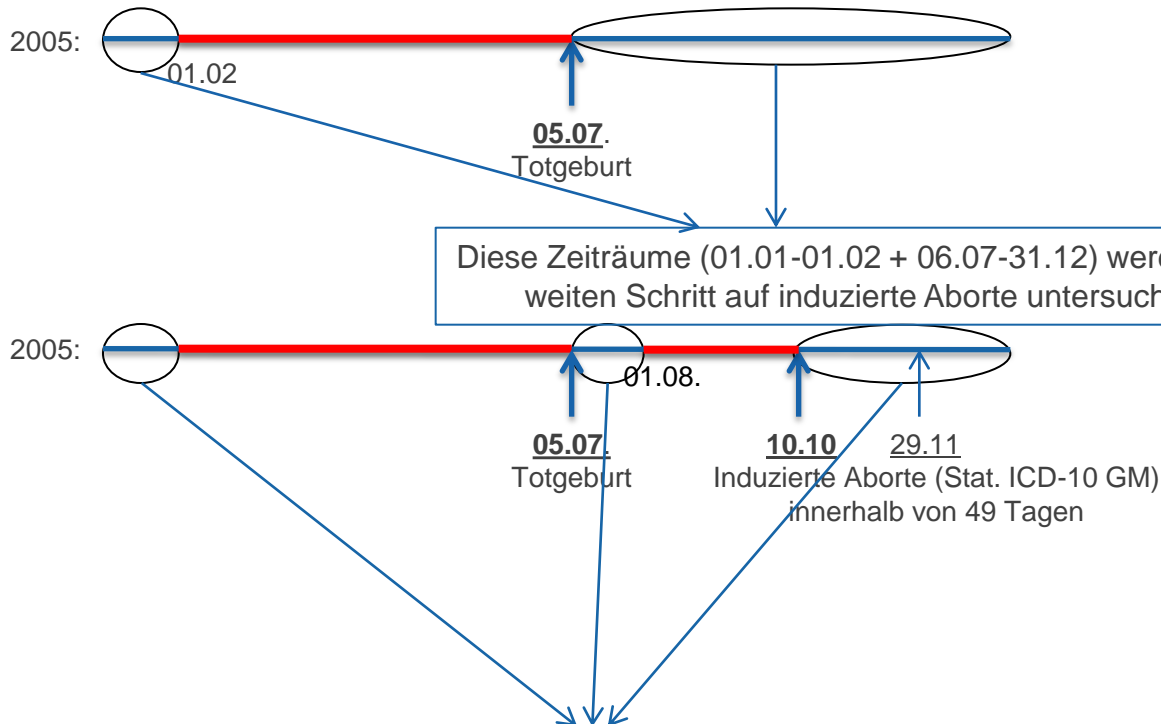 2005:
01.02
05.07.
Totgeburt
Diese Zeiträume (01.01-01.02 + 06.07-31.12)
weiten Schritt auf induzierte Aborte
2005:
01.08.
05.07.
Totgeburt
10.10
29.11
Induzierte Aborte (Stat. ICD-10 GM)
innerhalb von 49 Tagen